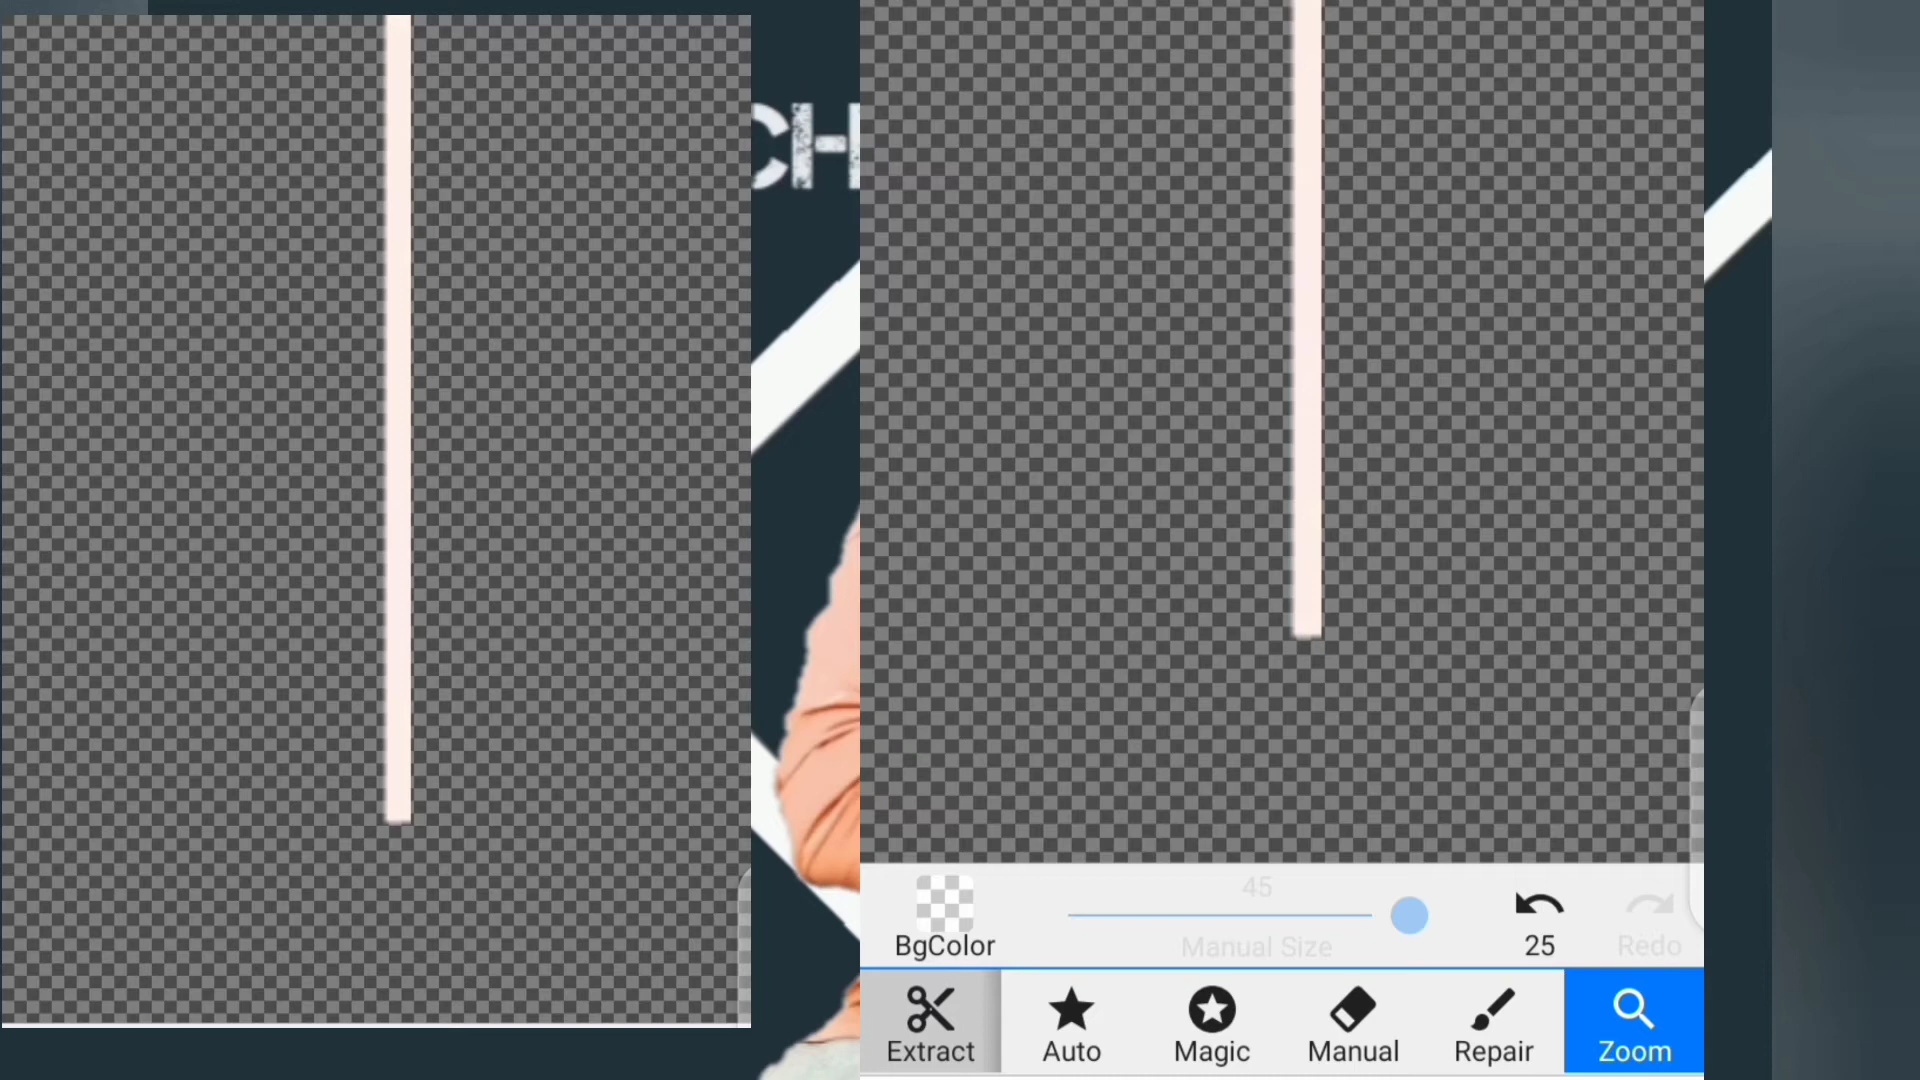 CH
45
BgColor
Manual Size
25
Redo
Extract
Auto
Magic
Manual
Repair
Zoom